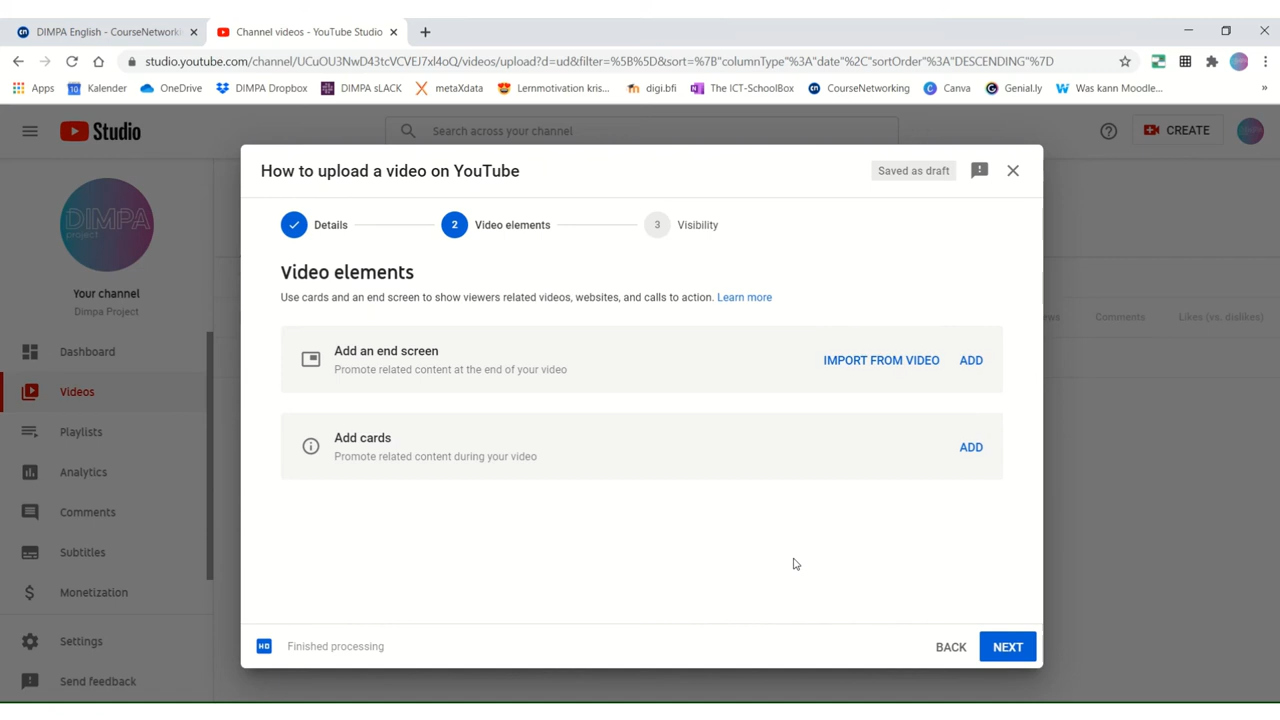 DIMPA English - CourseNetwork
Channel videos - YouTube Studio
studio.youtube.com/channel/UCuOU3NwD43tcVCVEJ7xl4oQ/videos/upload?d=ud&filter=%5B%5D&sort=%7B"columnType"%3A"date"%2C"sortOrder"%3A"DESCENDING"%7D
Apps
Kalender
OneDrive
DIMPA Dropbox
DIMPA sLACK
metaXdata
Lernmotivation kris...
digi.bfi
The ICT-SchoolBox
CourseNetworking
Canva
Genial.ly
Was kann Moodle...
Studio
Search across your channel
CREATE
DIMPA
project
Your channel
Dimpa Project
Dashboard
Videos
Playlists
Analytics
Comments
Subtitles
Monetization
Settings
Send feedback
How to upload a video on YouTube
Saved as draft
Details
2
Video elements
3
Visibility
Video elements
Use cards and an end screen to show viewers related videos, websites, and calls to action. Learn more
Add an end screen
Promote related content at the end of your video
IMPORT FROM VIDEO
ADD
Add cards
Promote related content during your video
ADD
HD
Finished processing
BACK
NEXT
Comments
Likes (vs. dislikes)